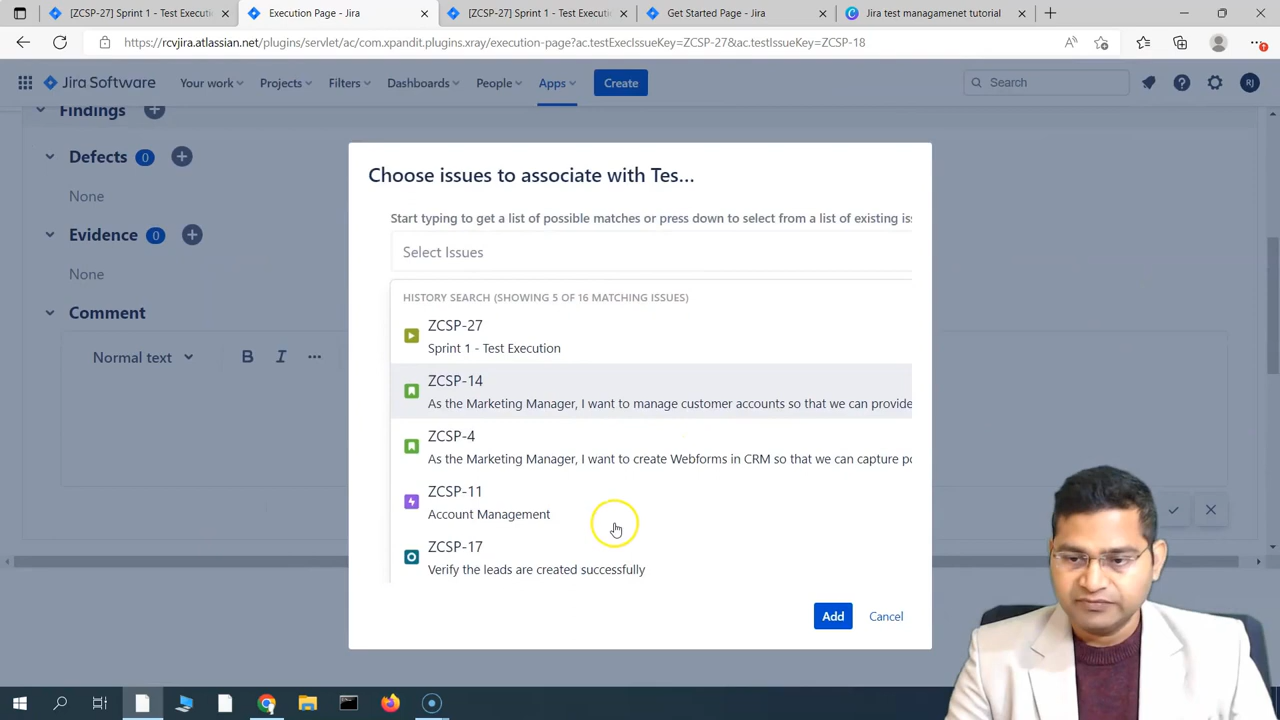 [ZCSP-27] Sprint 1 - Test Executi
Execution Page - Jira
[ZCSP-27] Sprint 1 - Test Executi
Get Started Page - Jira
Jira test managamenet tutorial
https://rcvjira.atlassian.net/plugins/servlet/ac/com.xpandit.plugins.xray/execution-page?ac.testExecIssueKey=ZCSP-27&ac.testIssueKey=ZCSP-18
Jira Software
Your work
Projects
Filters
Dashboards
People
Apps
Create
Search
RJ
Findings
Defects 0
None
Evidence 0
None
Comment
Normal text
B I ...
Choose issues to associate with Tes...
Start typing to get a list of possible matches or press down to select from a list of existing is
Select Issues
HISTORY SEARCH (SHOWING 5 OF 16 MATCHING ISSUES)
ZCSP-27
Sprint 1 - Test Execution
ZCSP-14
As the Marketing Manager, I want to manage customer accounts so that we can provide
ZCSP-4
As the Marketing Manager, I want to create Webforms in CRM so that we can capture po
ZCSP-11
Account Management
ZCSP-17
Verify the leads are created successfully
Add
Cancel